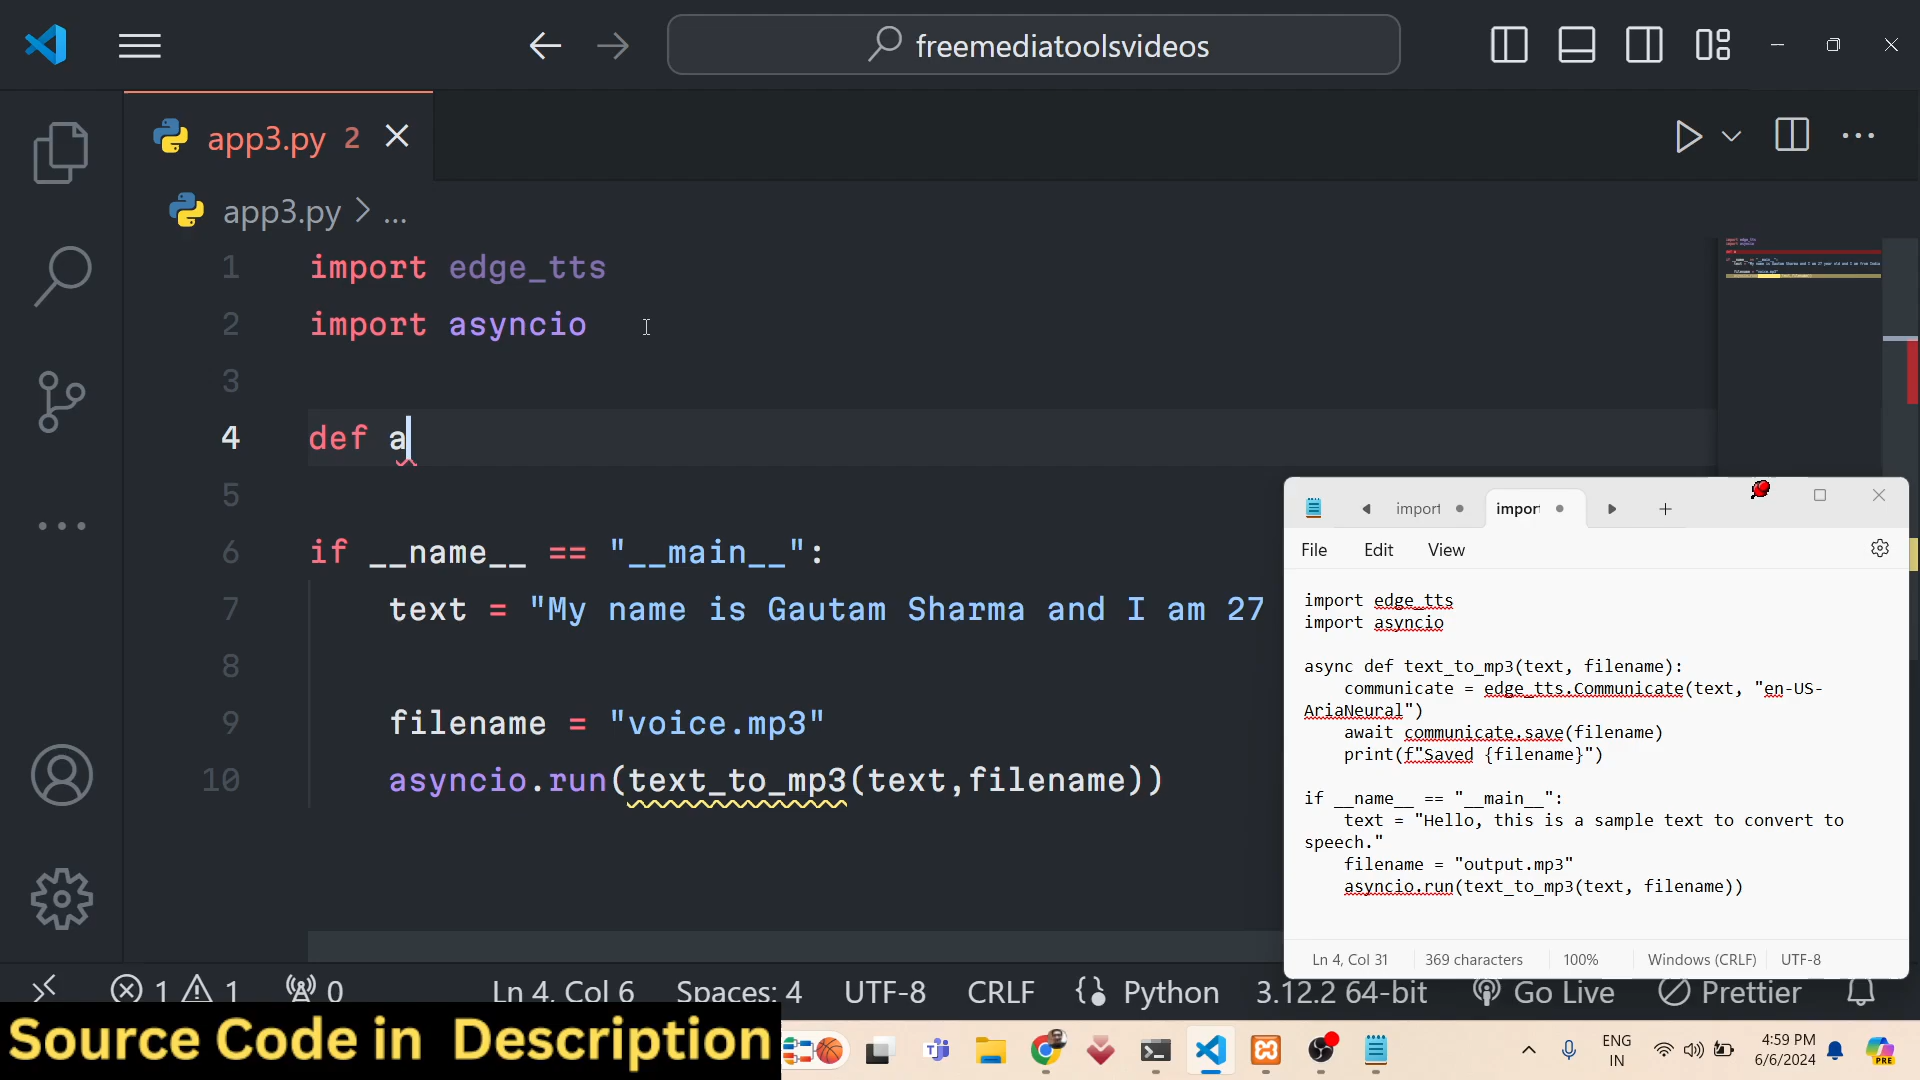 freemediatoolsvideos
app3.py 2
app3.py > ...
1 import edge_tts
2 import asyncio
3
4 def a
5
6 if __name__ == "__main__":
7 text = "My name is Gautam Sharma and I am 27
8
9 filename = "voice.mp3"
10 asyncio.run(text_to_mp3(text,filename))
import
import
File Edit View
import edge_tts
import asyncio
async def text_to_mp3(text, filename):
communicate = edge_tts.Communicate(text, "en-US-
AriaNeural")
await communicate.save(filename)
print(f"Saved {filename}")
if __name__ == "__main__":
text = "Hello, this is a sample text to convert to
speech."
filename = "output.mp3"
asyncio.run(text_to_mp3(text, filename))
Ln 4, Col 31 369 characters 100% Windows (CRLF) UTF-8
1 1 0 Ln 4, Col 6 Spaces: 4 UTF-8 CRLF Python 3.12.2 64-bit Go Live Prettier
Source Code in Description
ENG
IN
4:59 PM
6/6/2024
PRE